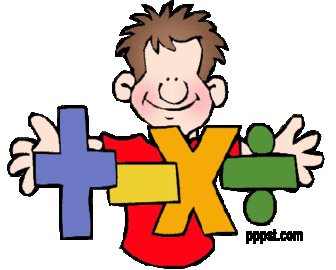 + - X ÷
pppst.com